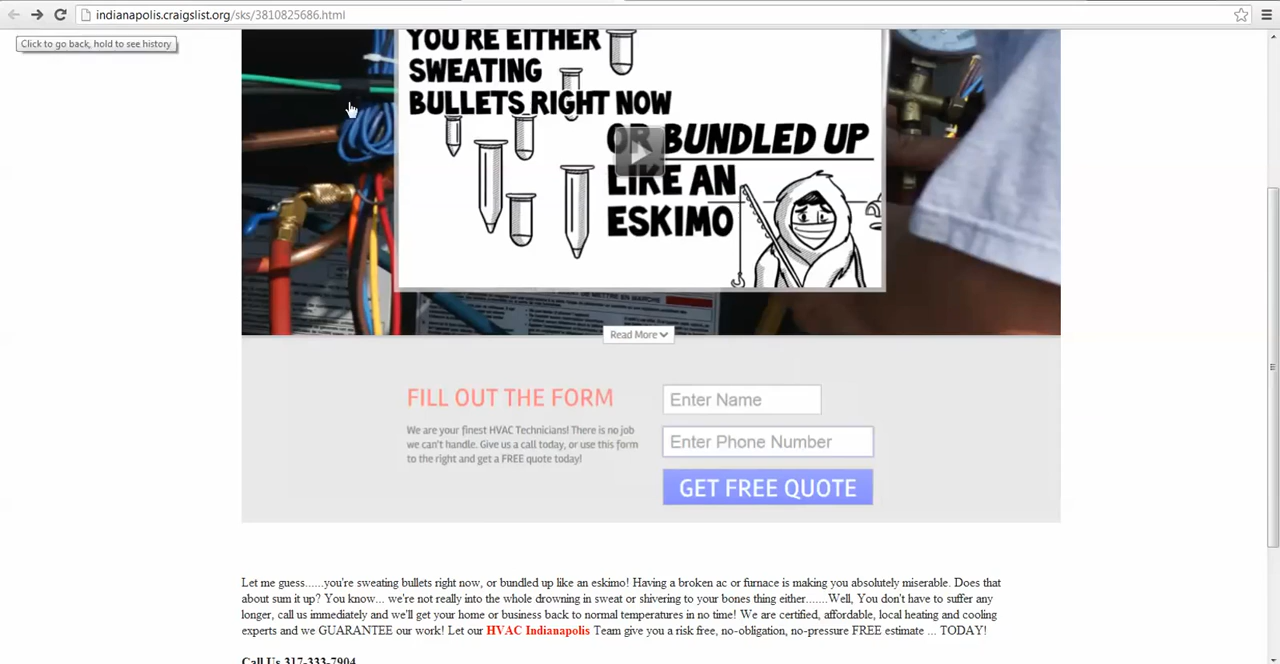 indianapolis.craigslist.org/sks/3810825686.html
Click to go back, hold to see history
YOU'RE EITHER
SWEATING
BULLETS RIGHT NOW
OR BUNDLED UP
LIKE AN
ESKIMO
DE METTRE EN MARCHE
Read More
FILL OUT THE FORM
We are your finest HVAC Technicians! There is no job
we can't handle. Give us a call today, or use this form
to the right and get a FREE quote today!
Enter Name
Enter Phone Number
GET FREE QUOTE
Let me guess......you're sweating bullets right now, or bundled up like an eskimo! Having a broken ac or furnace is making you absolutely miserable. Does that
about sum it up? You know... we're not really into the whole drowning in sweat or shivering to your bones thing either.......Well, You don't have to suffer any
longer, call us immediately and we'll get your home or business back to normal temperatures in no time! We are certified, affordable, local heating and cooling
experts and we GUARANTEE our work! Let our HVAC Indianapolis Team give you a risk free, no-obligation, no-pressure FREE estimate ... TODAY!
Call Us 317-333-7904